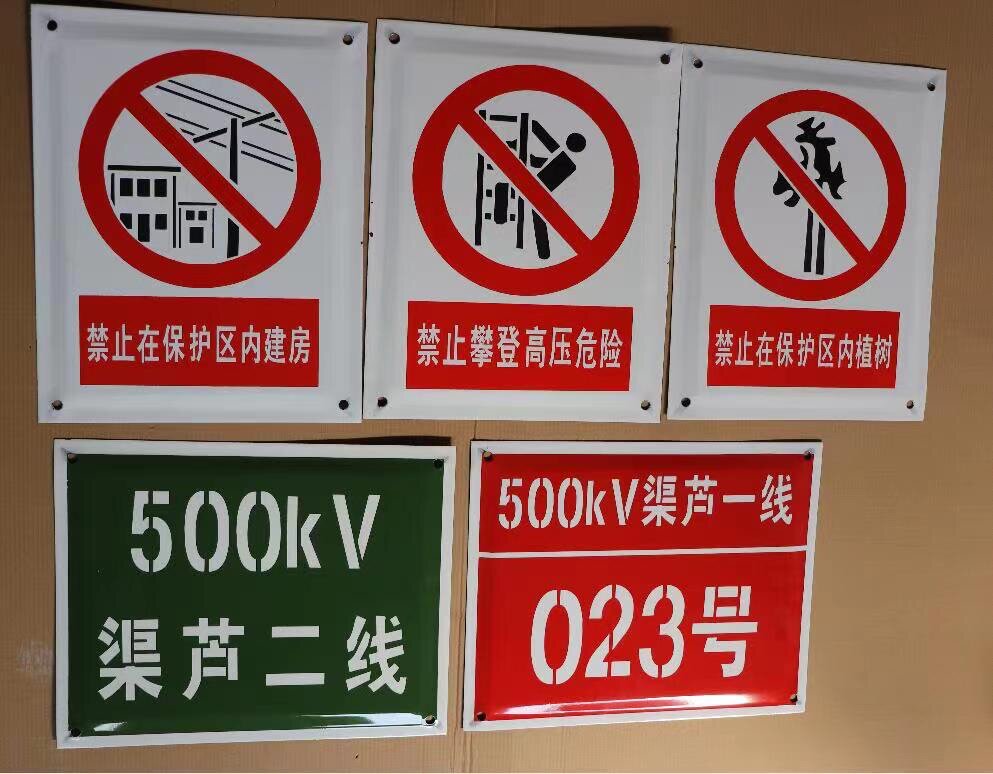 禁止在保护区内建房
禁止攀登高压危险
禁止在保护区内植树
500kV
渠芦二线
500kV渠芦一线
023号